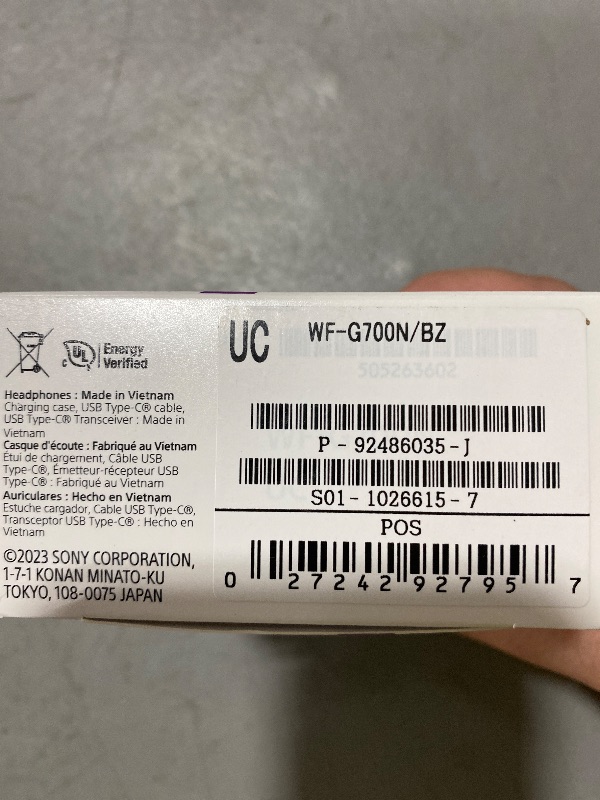 UL
Energy
Verified
Headphones : Made in Vietnam
Charging case, USB Type-C® cable,
USB Type-C® Transceiver : Made in
Vietnam
Casque d'écoute : Fabriqué au Vietnam
Étui de chargement, Câble USB
Type-C®, Émetteur-récepteur USB
Type-C® : Fabriqué au Vietnam
Auriculares : Hecho en Vietnam
Estuche cargador, Cable USB Type-C®,
Transceptor USB Type-C® : Hecho en
Vietnam
©2023 SONY CORPORATION,
1-7-1 KONAN MINATO-KU
TOKYO, 108-0075 JAPAN
UC WF-G700N/BZ
505263602
P - 92486035 - J
S01 - 1026615 - 7
POS
0 27242 92795 7